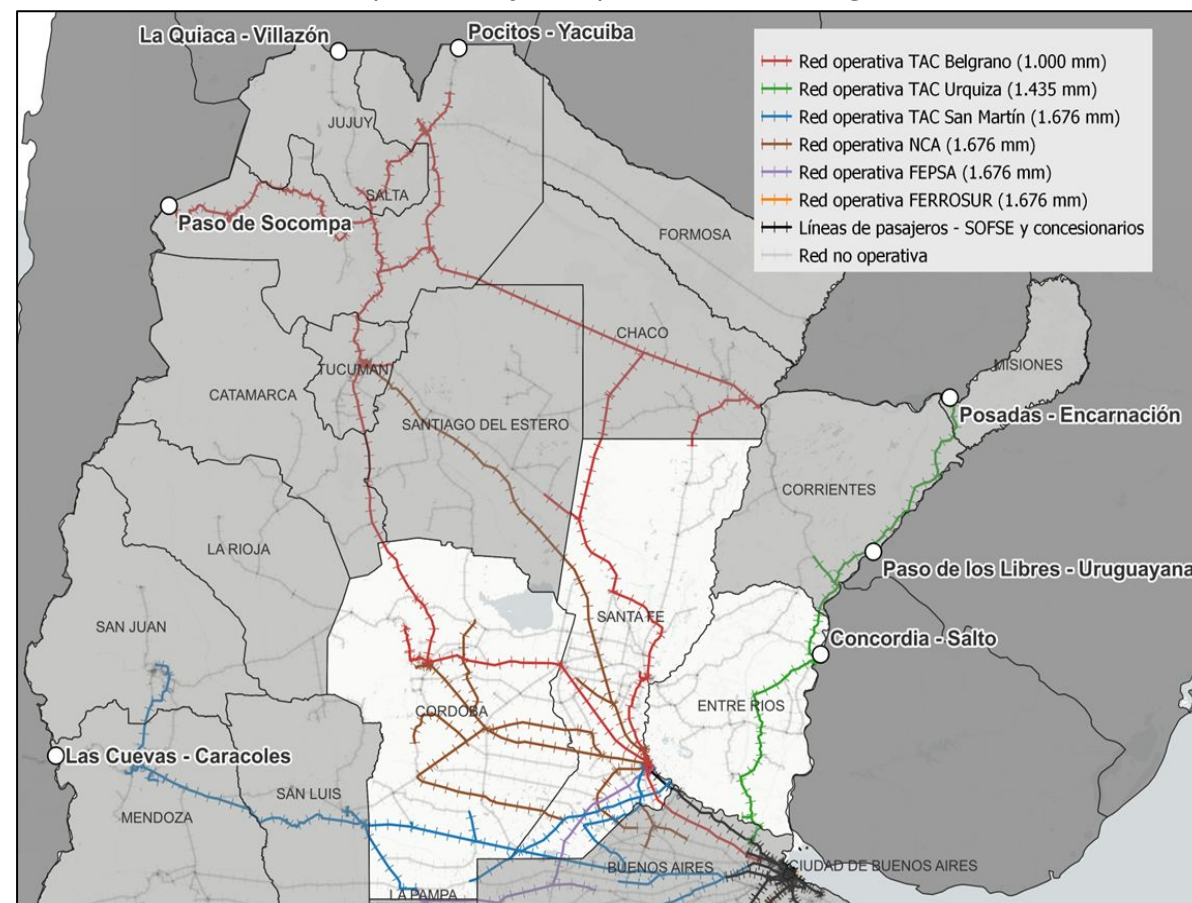 La Quiaca - Villazón
Pocitos - Yacuiba
Red operativa TAC Belgrano (1.000 mm)
Red operativa TAC Urquiza (1.435 mm)
Red operativa TAC San Martín (1.676 mm)
Red operativa NCA (1.676 mm)
Red operativa FEPSA (1.676 mm)
Red operativa FERROSUR (1.676 mm)
Líneas de pasajeros - SOFSE y concesionarios
Red no operativa
JUJUY
SALTA
Paso de Socompa
FORMOSA
CHACO
MISIONES
TUCUMAN
CATAMARCA
Posadas - Encarnación
SANTIAGO DEL ESTERO
CORRIENTES
LA RIOJA
Paso de los Libres - Uruguayana
SANTA FE
SAN JUAN
Concordia - Salto
ENTRE RIOS
CORDOBA
Las Cuevas - Caracoles
SAN LUIS
MENDOZA
BUENOS AIRES
CIUDAD DE BUENOS AIRES
LA PAMPA